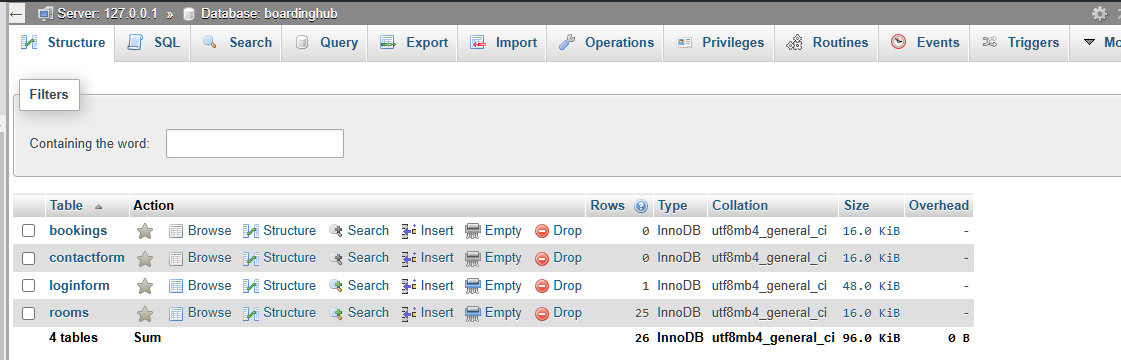 Server: 127.0.0.1 » Database: boardinghub
Structure SQL Search Query Export Import Operations Privileges Routines Events Triggers Mo
Filters
Containing the word:
Table Action Rows Type Collation Size Overhead
bookings Browse Structure Search Insert Empty Drop 0 InnoDB utf8mb4_general_ci 16.0 KiB -
contactform Browse Structure Search Insert Empty Drop 0 InnoDB utf8mb4_general_ci 16.0 KiB -
loginform Browse Structure Search Insert Empty Drop 1 InnoDB utf8mb4_general_ci 48.0 KiB -
rooms Browse Structure Search Insert Empty Drop 25 InnoDB utf8mb4_general_ci 16.0 KiB -
4 tables Sum 26 InnoDB utf8mb4_general_ci 96.0 KiB 0 B